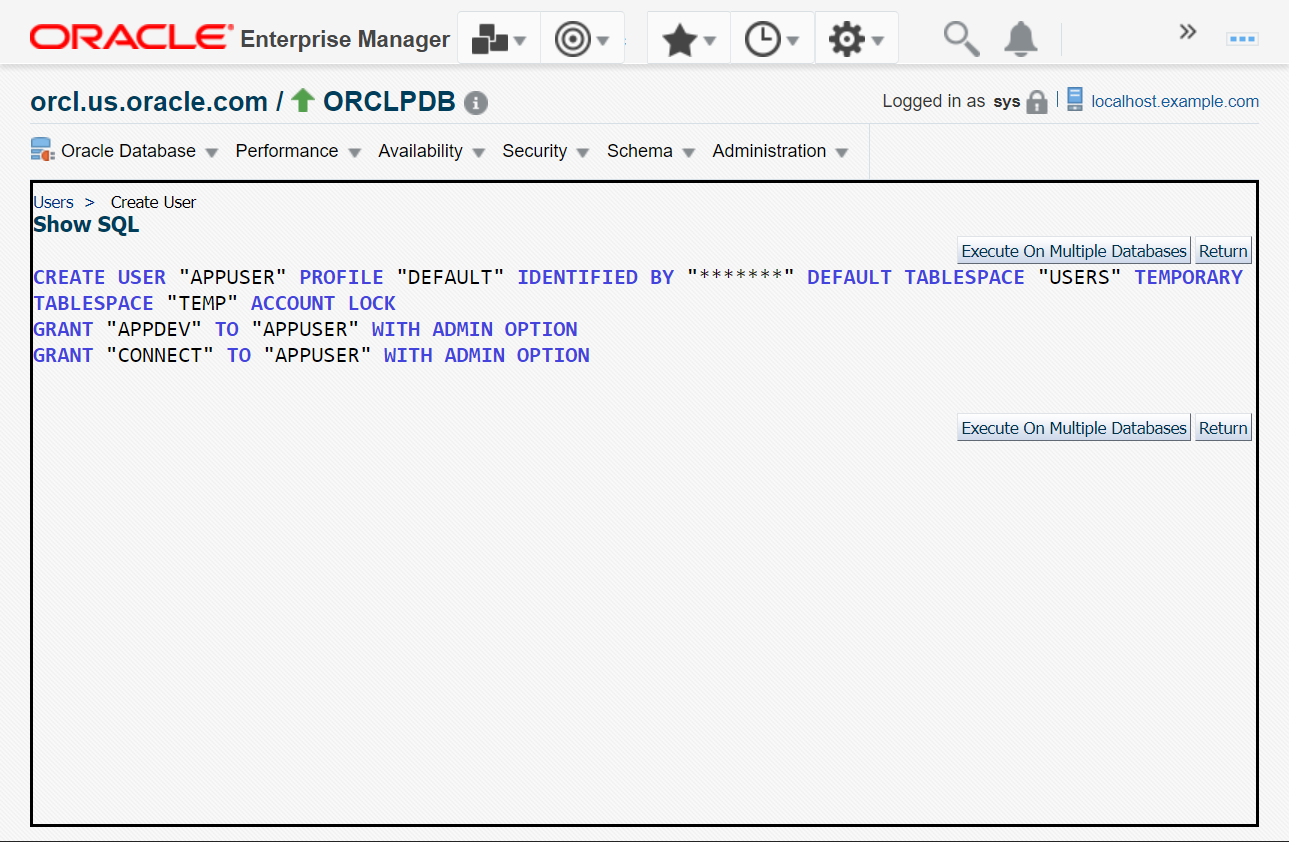 ORACLE Enterprise Manager
orcl.us.oracle.com / ORCLPDB
Logged in as sys localhost.example.com
Oracle Database Performance Availability Security Schema Administration
Users > Create User
Show SQL
Execute On Multiple Databases Return
CREATE USER "APPUSER" PROFILE "DEFAULT" IDENTIFIED BY "*******" DEFAULT TABLESPACE "USERS" TEMPORARY
TABLESPACE "TEMP" ACCOUNT LOCK
GRANT "APPDEV" TO "APPUSER" WITH ADMIN OPTION
GRANT "CONNECT" TO "APPUSER" WITH ADMIN OPTION
Execute On Multiple Databases Return